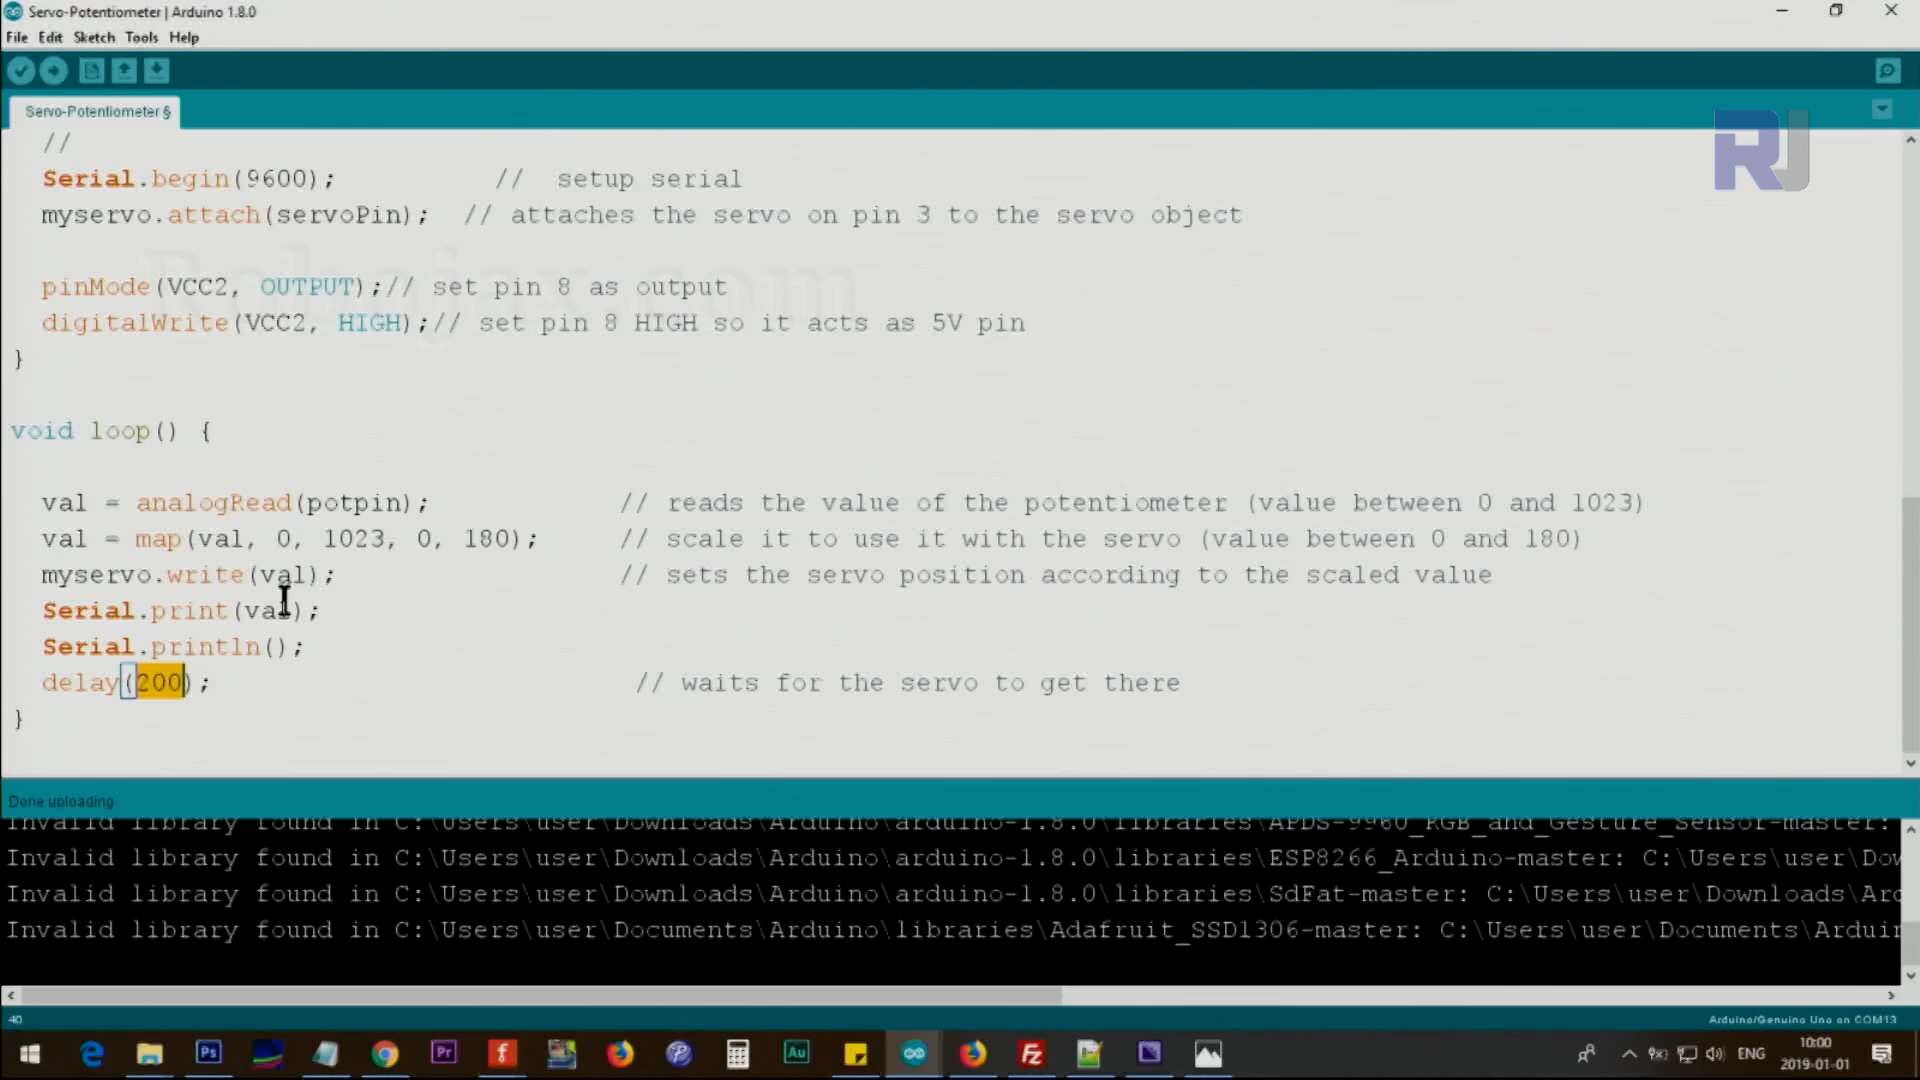 Servo-Potentiometer | Arduino 1.8.0
File Edit Sketch Tools Help
Servo-Potentiometer §
RJ
//
Serial.begin(9600); // setup serial
myservo.attach(servoPin); // attaches the servo on pin 3 to the servo object
pinMode(VCC2, OUTPUT);// set pin 8 as output
digitalWrite(VCC2, HIGH);// set pin 8 HIGH so it acts as 5V pin
}
void loop() {
val = analogRead(potpin); // reads the value of the potentiometer (value between 0 and 1023)
val = map(val, 0, 1023, 0, 180); // scale it to use it with the servo (value between 0 and 180)
myservo.write(val); // sets the servo position according to the scaled value
Serial.print(val);
Serial.println();
delay(200); // waits for the servo to get there
}
Done uploading
Invalid library found in C:\Users\user\Downloads\Arduino\arduino-1.8.0\libraries\APDS-9960_RGB_and_Gesture_Sensor-master:
Invalid library found in C:\Users\user\Downloads\Arduino\arduino-1.8.0\libraries\ESP8266_Arduino-master: C:\Users\user\Dow
Invalid library found in C:\Users\user\Downloads\Arduino\arduino-1.8.0\libraries\SdFat-master: C:\Users\user\Downloads\Ard
Invalid library found in C:\Users\user\Documents\Arduino\libraries\Adafruit_SSD1306-master: C:\Users\user\Documents\Arduin
40
Arduino/Genuino Uno on COM13
Ps
Pr
Au
Fz
ENG
10:00
2019-01-01